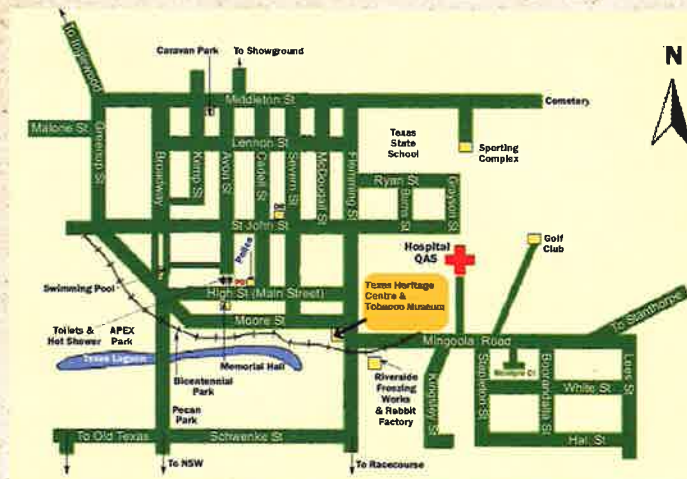 To Inglewood
Caravan Park
To Showground
N
Middleton St
Cemetery
Malone St
Greenup St
Lennon St
Texas
State
School
Sporting
Complex
Broadway
Kemp St
Avon St
Cadell St
Severn St
McDougall St
Flemming St
Ryan St
Burns St
Grayson St
St John St
Police
PO
Hospital
QAS
Golf
Club
Swimming Pool
High St (Main Street)
Texas Heritage
Centre &
Tobacco Museum
To Stanthorpe
Toilets &
Hot Shower
APEX
Park
Moore St
Mingoola Road
Texas Lagoon
Memorial Hall
Bicentennial
Park
Riverside
Freezing
Works
& Rabbit
Factory
Kingsley St
Stapleton St
Lees St
White St
Pecan
Park
To Old Texas
Schwenke St
Hal. St
To NSW
To Racecourse